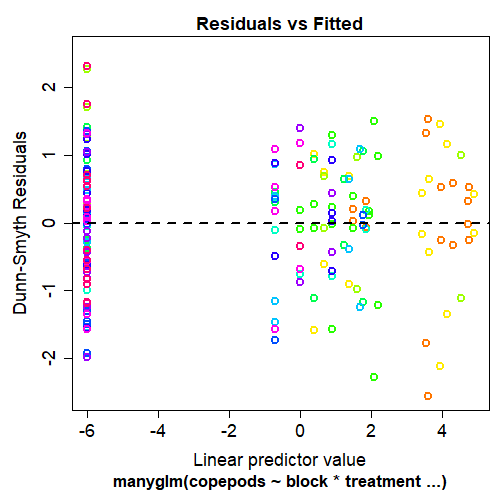 Residuals vs Fitted
Dunn-Smyth Residuals
2
1
0
-1
-2
-6 -4 -2 0 2 4
Linear predictor value
manyglm(copepods ~ block * treatment ...)